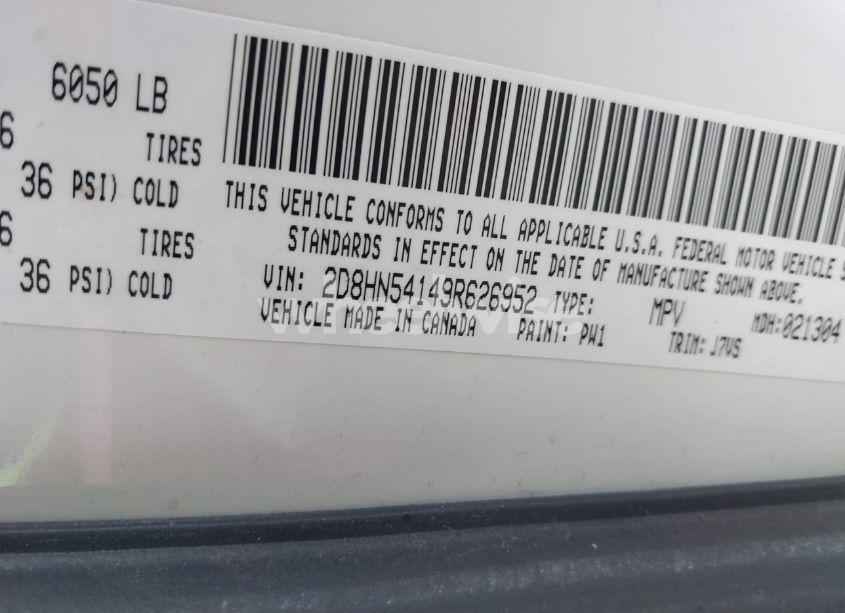 6050 LB
6 TIRES
36 PSI) COLD
6 TIRES
36 PSI) COLD
THIS VEHICLE CONFORMS TO ALL APPLICABLE U.S.A. FEDERAL MOTOR VEHICLE S
STANDARDS IN EFFECT ON THE DATE OF MANUFACTURE SHOWN ABOVE.
VIN: 2D8HN54149R626952 TYPE: MPV MDH:021304
VEHICLE MADE IN CANADA PAINT: PW1 TRIM: J7VS